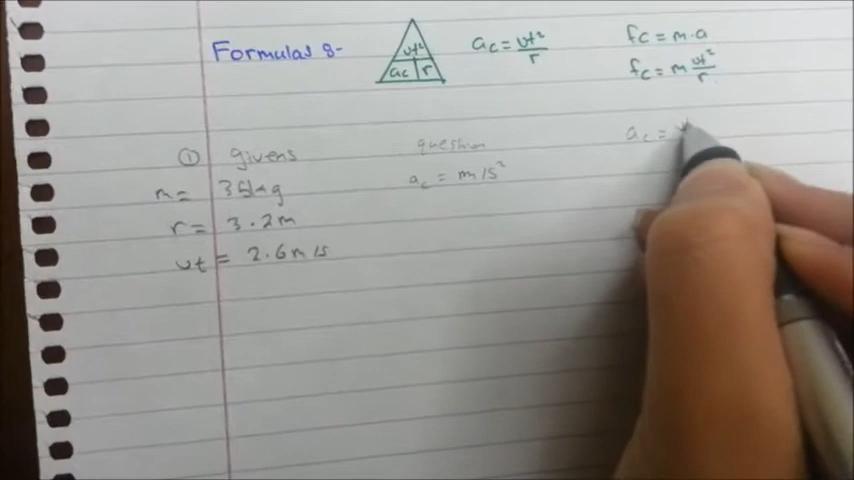 Formulas 8-
vt²
ac r
ac = vt²/r
fc = m·a
fc = m vt²/r
① givens
question
ac =
m =
r = 3.2m
vt = 2.6m/s
ac = m/s²